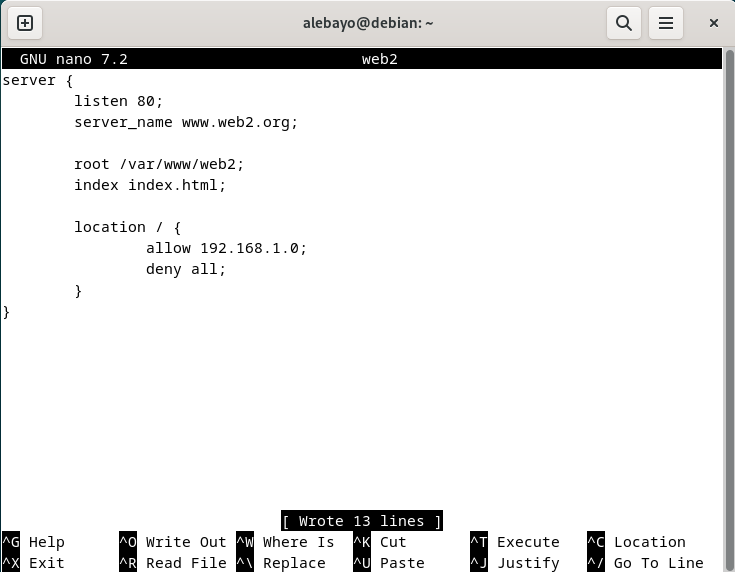 alebayo@debian: ~
GNU nano 7.2 web2
server {
listen 80;
server_name www.web2.org;
root /var/www/web2;
index index.html;
location / {
allow 192.168.1.0;
deny all;
}
}
[ Wrote 13 lines ]
^G Help ^O Write Out ^W Where Is ^K Cut ^T Execute ^C Location
^X Exit ^R Read File ^\ Replace ^U Paste ^J Justify ^/ Go To Line